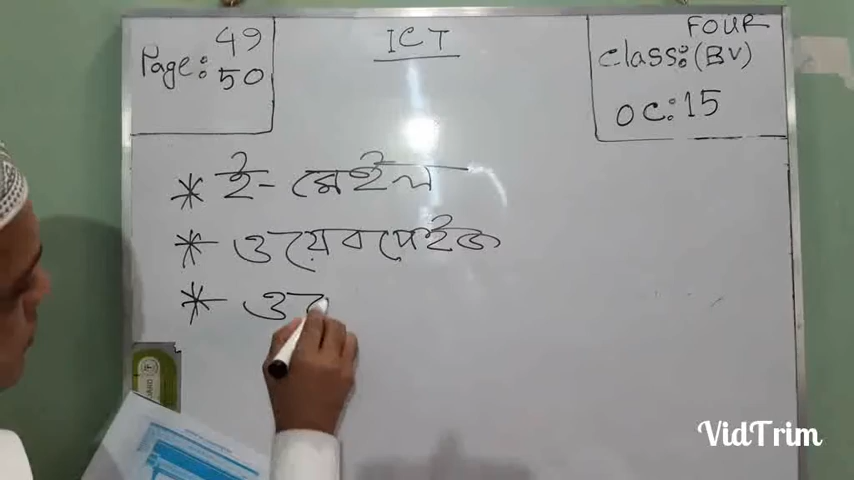 Page: 49
50
ICT
FOUR
Class: (BV)
OC: 15
* ই- মেইল
* ওয়েবপেইজ
* ও
VidTrim